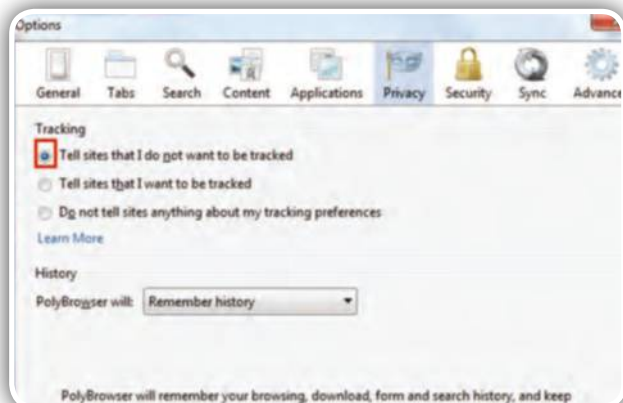 Options
General Tabs Search Content Applications Privacy Security Sync Advance
Tracking
Tell sites that I do not want to be tracked
Tell sites that I want to be tracked
Do not tell sites anything about my tracking preferences
Learn More
History
PolyBrowser will: Remember history
PolyBrowser will remember your browsing, download, form and search history, and keep